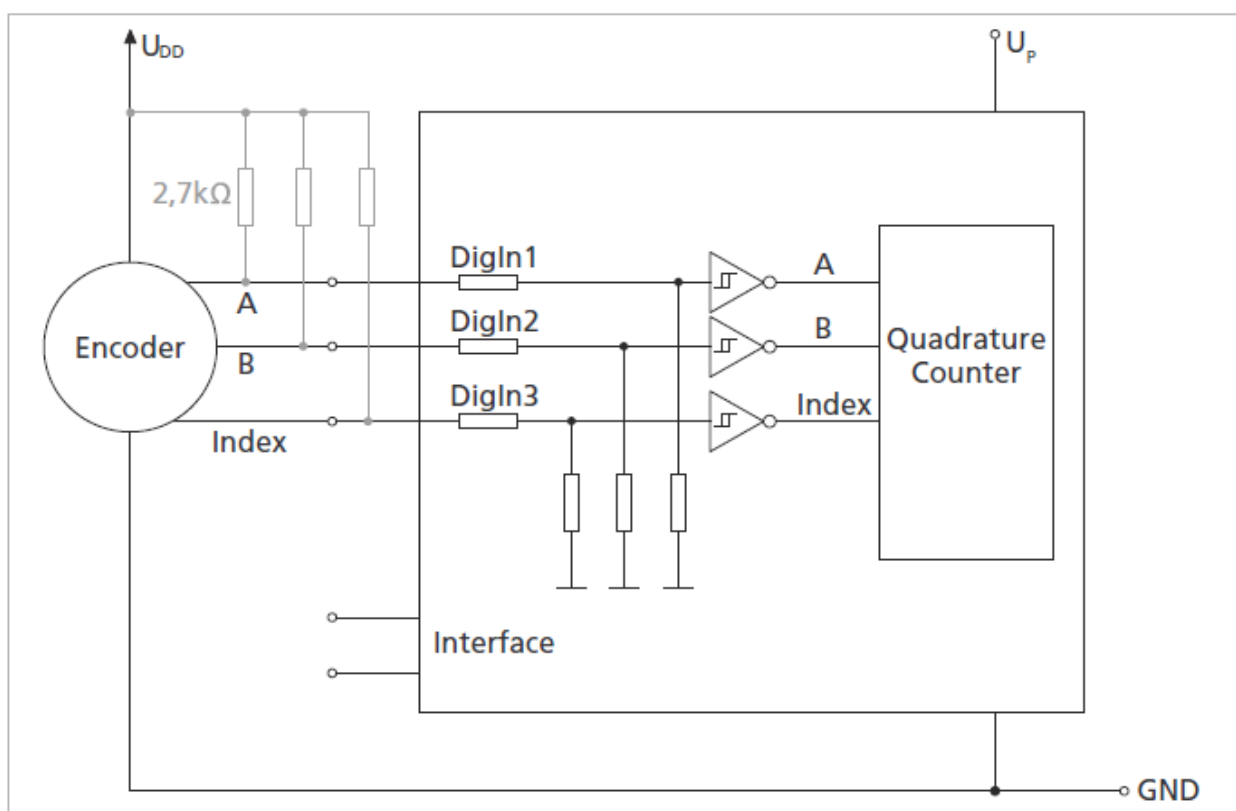 U_DD
U_P
2,7kΩ
DigIn1
A
A
DigIn2
B
B
Encoder
Quadrature
Counter
DigIn3
Index
Index
Interface
GND